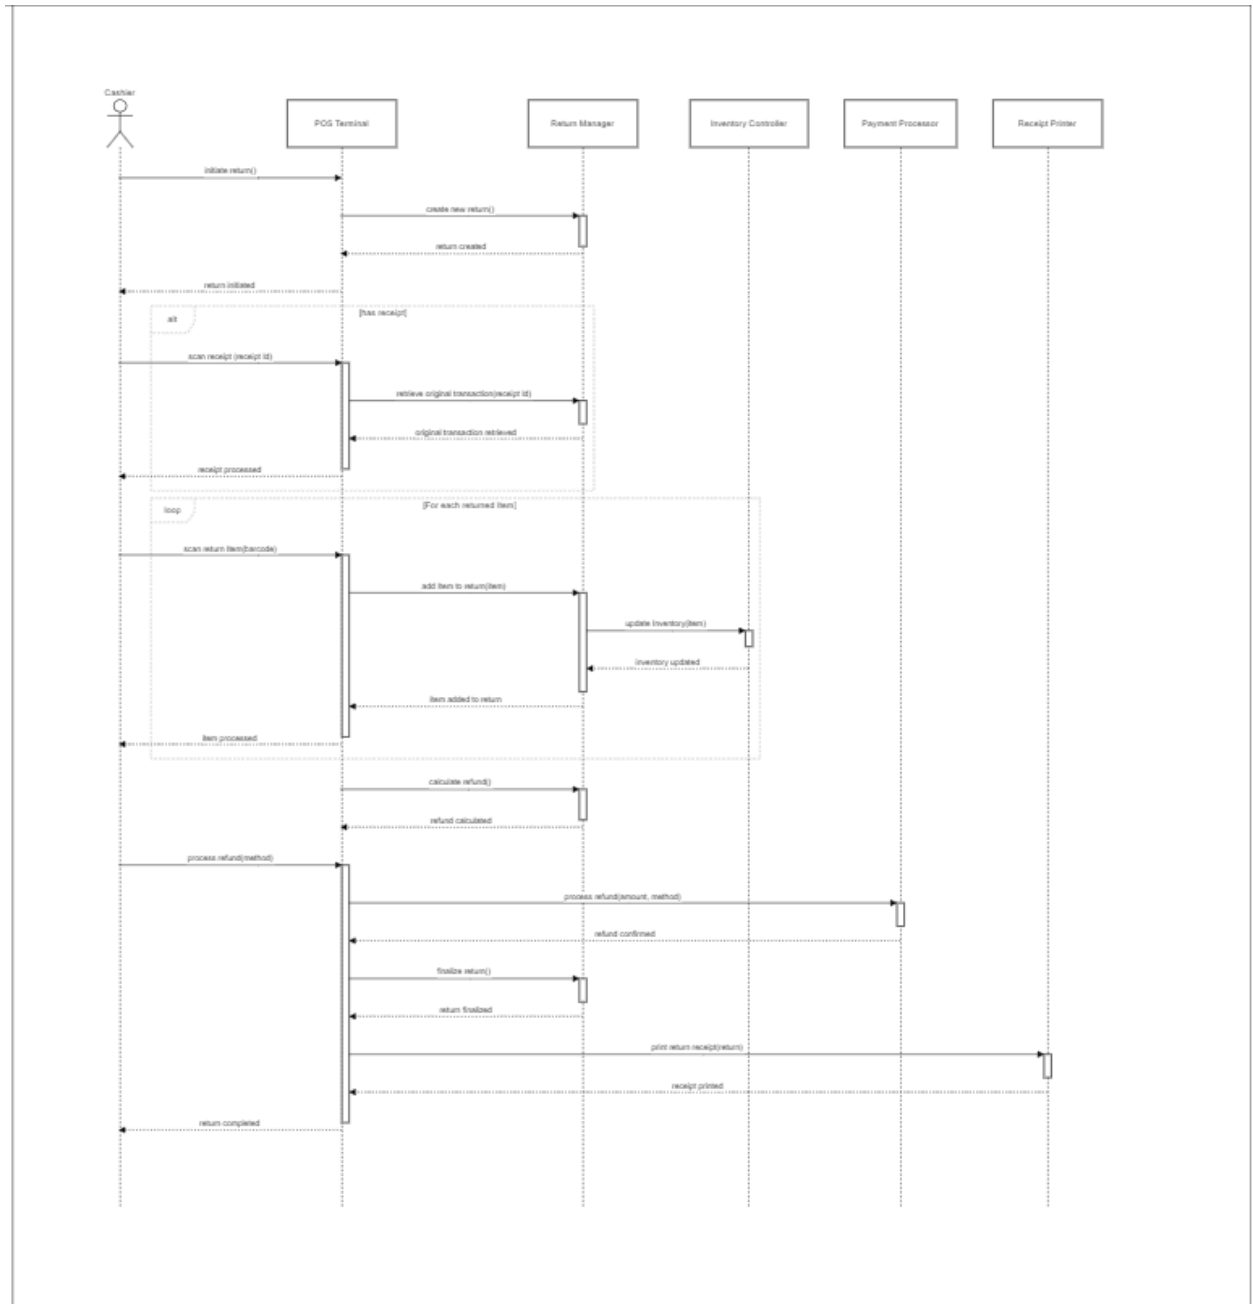 Cashier
POS Terminal
Return Manager
Inventory Controller
Payment Processor
Receipt Printer
initiate return()
create new return()
return created
return initiated
alt
[has receipt]
scan receipt (receipt id)
retrieve original transaction(receipt id)
original transaction retrieved
receipt processed
loop
[For each returned item]
scan return item(barcode)
add item to return(item)
update inventory(item)
inventory updated
item added to return
item processed
calculate refund()
refund calculated
process refund(method)
process refund(amount, method)
refund confirmed
finalize return()
return finalized
print return receipt(return)
receipt printed
return completed